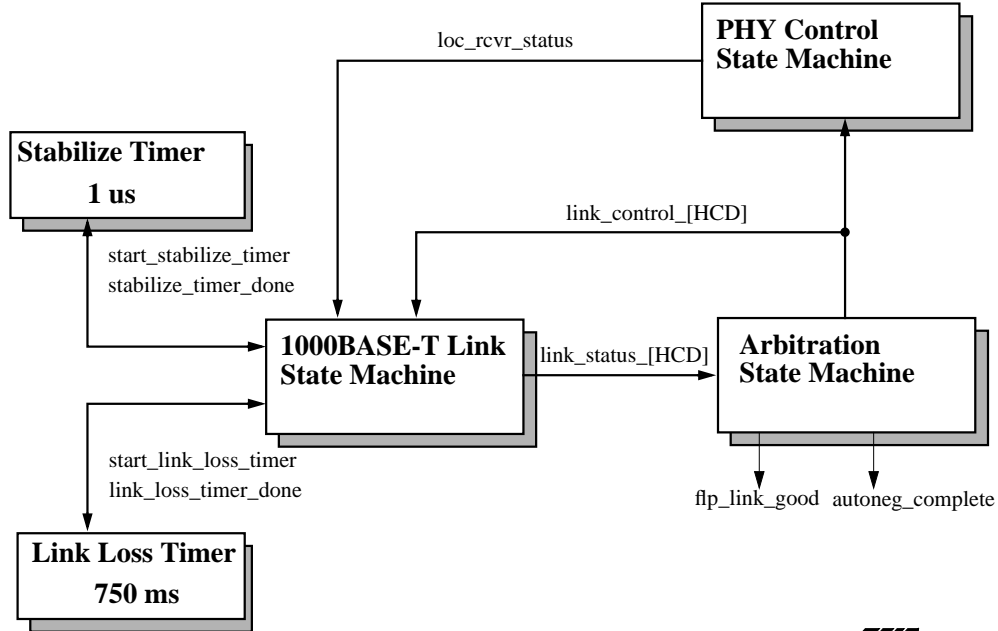 PHY Control
State Machine
loc_rcvr_status
Stabilize Timer
1 us
link_control_[HCD]
start_stabilize_timer
stabilize_timer_done
1000BASE-T Link
State Machine
link_status_[HCD]
Arbitration
State Machine
start_link_loss_timer
link_loss_timer_done
flp_link_good
autoneg_complete
Link Loss Timer
750 ms